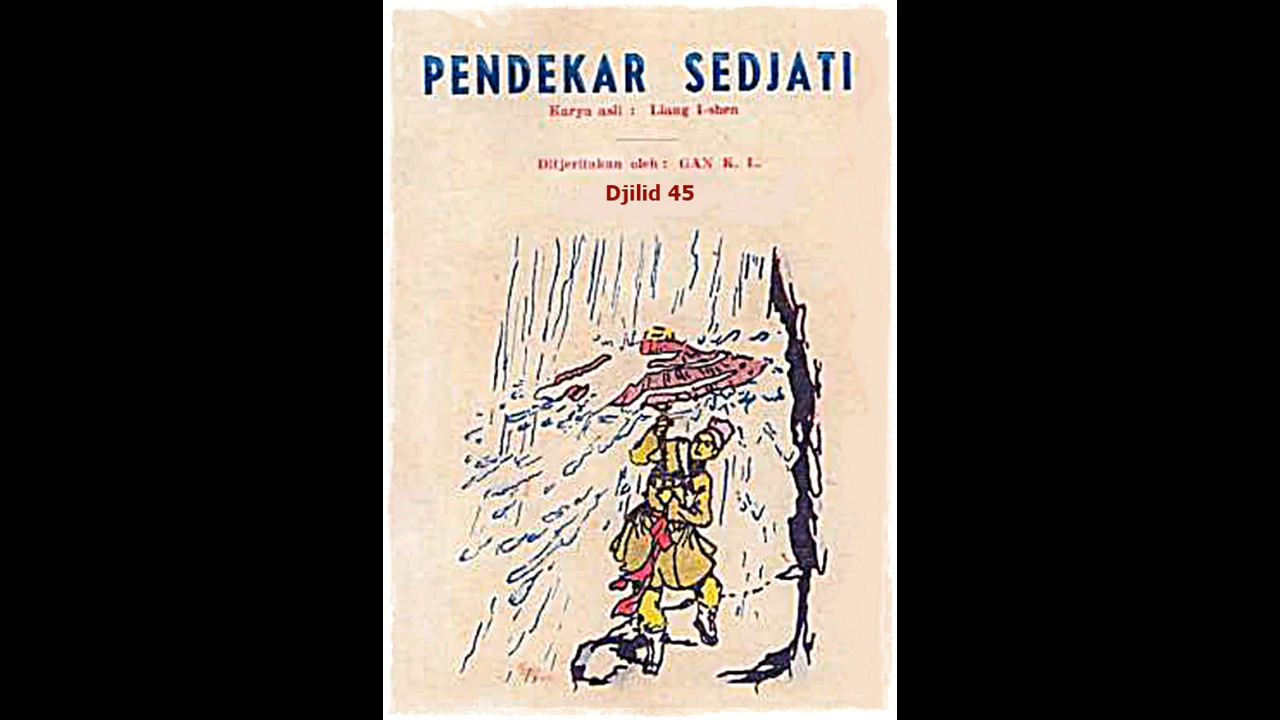 PENDEKAR SEDJATI
Karya asli : Liang I-shen
Ditjeritakan oleh : GAN K. L.
Djilid 45